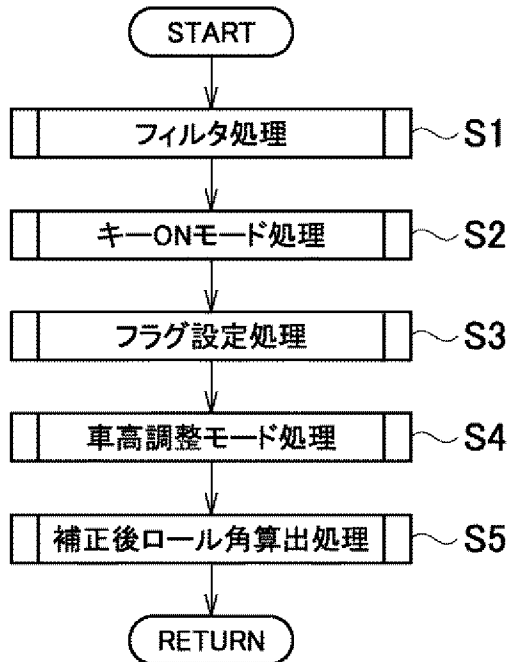 START
フィルタ処理 S1
キーONモード処理 S2
フラグ設定処理 S3
車高調整モード処理 S4
補正後ロール角算出処理 S5
RETURN